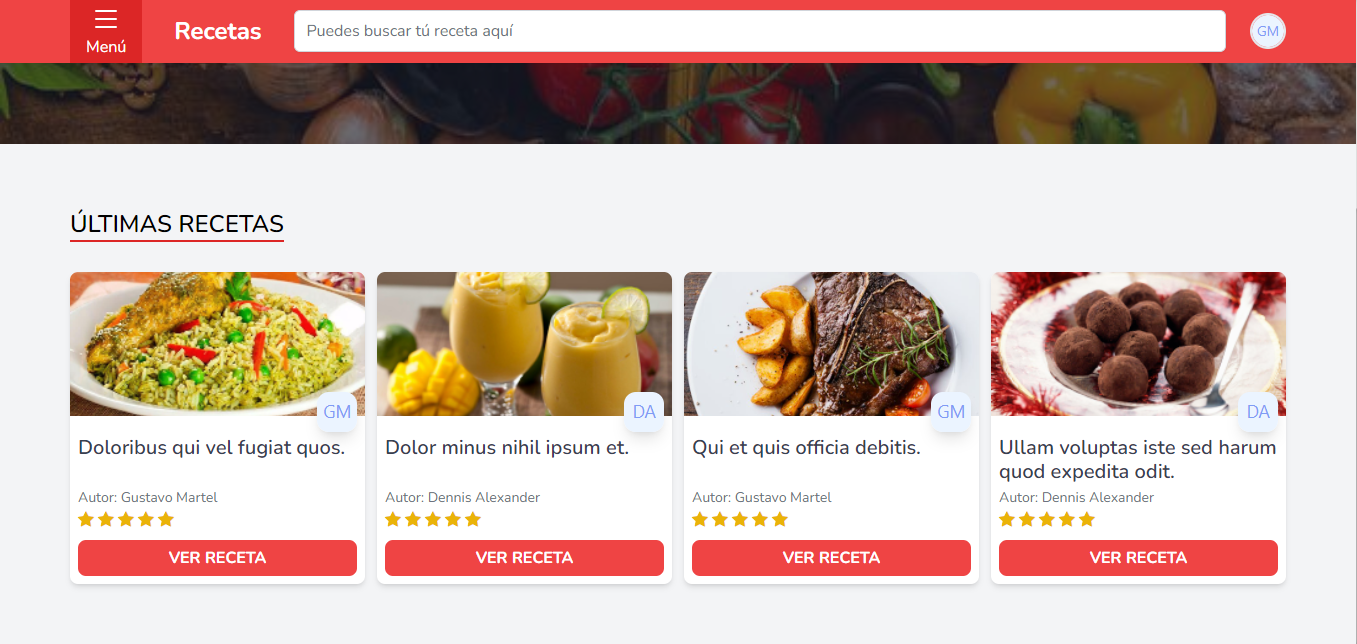 Menú
Recetas
Puedes buscar tú receta aquí
GM
ÚLTIMAS RECETAS
GM
Doloribus qui vel fugiat quos.
Autor: Gustavo Martel
VER RECETA
DA
Dolor minus nihil ipsum et.
Autor: Dennis Alexander
VER RECETA
GM
Qui et quis officia debitis.
Autor: Gustavo Martel
VER RECETA
DA
Ullam voluptas iste sed harum
quod expedita odit.
Autor: Dennis Alexander
VER RECETA